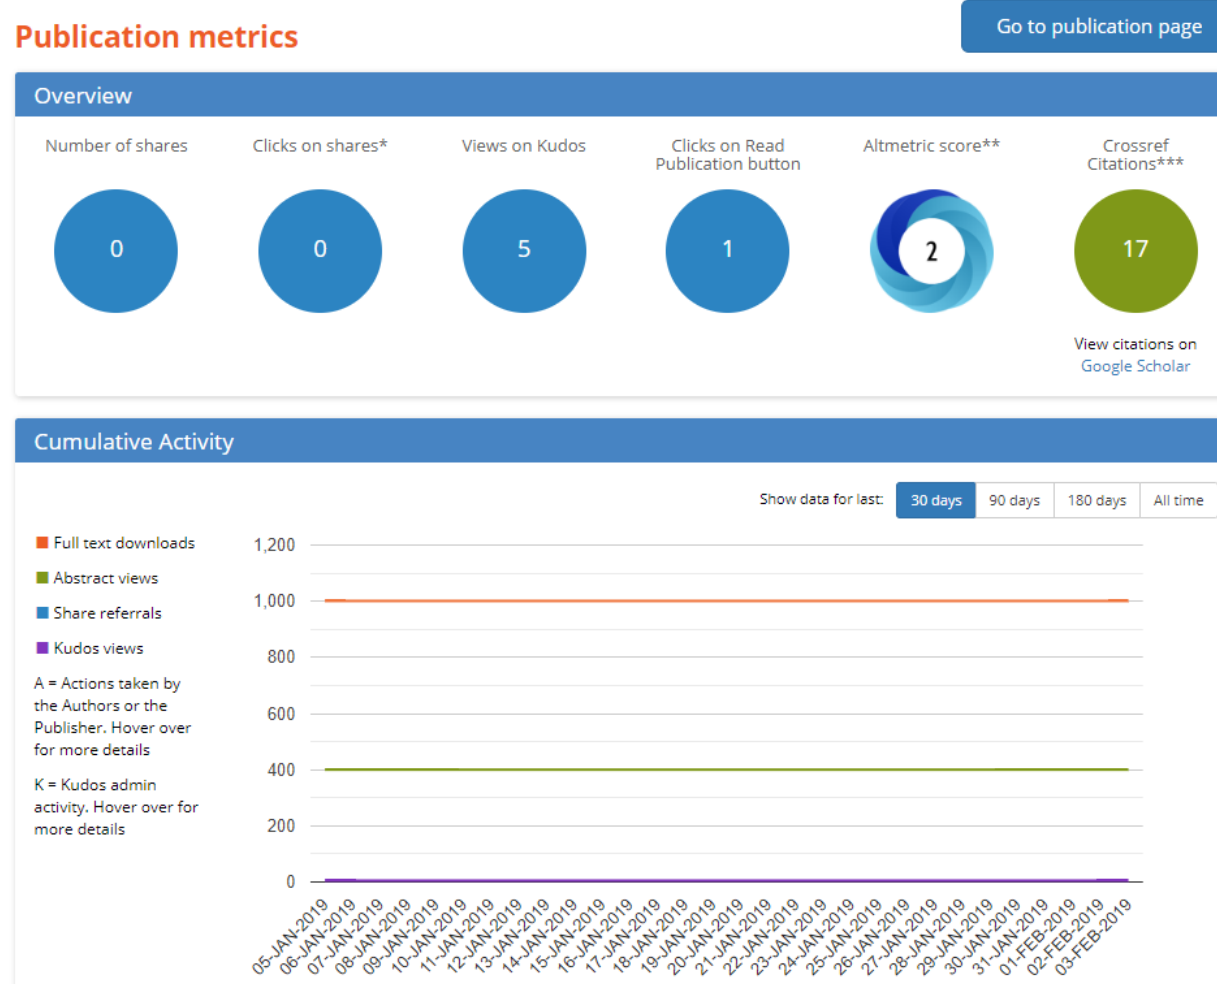 Publication metrics
Go to publication page
Overview
Number of shares
Clicks on shares*
Views on Kudos
Clicks on Read
Publication button
Altmetric score**
Crossref
Citations***
0
0
5
1
2
17
View citations on
Google Scholar
Cumulative Activity
Show data for last:
30 days
90 days
180 days
All time
Full text downloads
Abstract views
Share referrals
Kudos views
A = Actions taken by
the Authors or the
Publisher. Hover over
for more details
K = Kudos admin
activity. Hover over for
more details
1,200
1,000
800
600
400
200
0
05-JAN-2019
06-JAN-2019
07-JAN-2019
08-JAN-2019
09-JAN-2019
10-JAN-2019
11-JAN-2019
12-JAN-2019
13-JAN-2019
14-JAN-2019
15-JAN-2019
16-JAN-2019
17-JAN-2019
18-JAN-2019
19-JAN-2019
20-JAN-2019
21-JAN-2019
22-JAN-2019
23-JAN-2019
24-JAN-2019
25-JAN-2019
26-JAN-2019
27-JAN-2019
28-JAN-2019
29-JAN-2019
30-JAN-2019
31-JAN-2019
01-FEB-2019
02-FEB-2019
03-FEB-2019